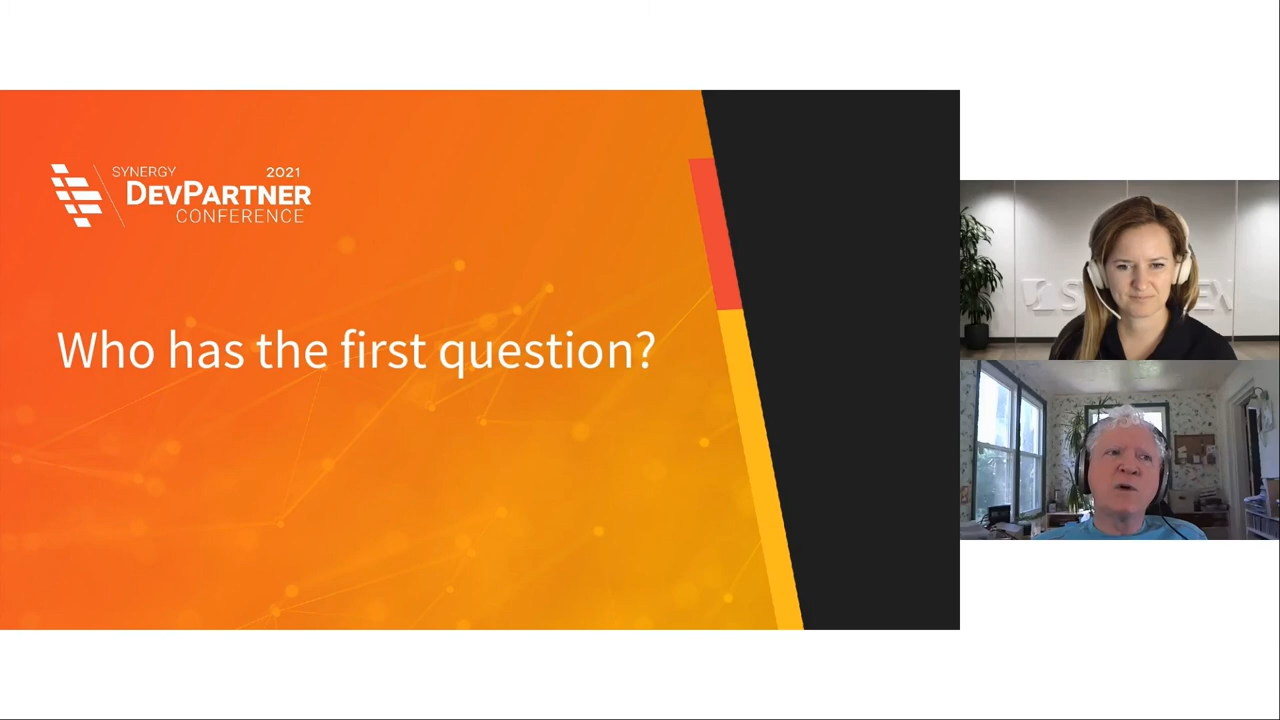 SYNERGY 2021
DEVPARTNER
CONFERENCE
Who has the first question?